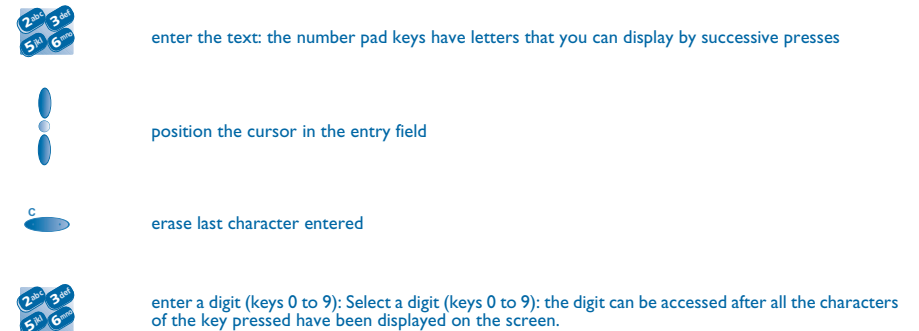 2abc 3def
5jkl 6mno
enter the text: the number pad keys have letters that you can display by successive presses
position the cursor in the entry field
C
erase last character entered
2abc 3def
5jkl 6mno
enter a digit (keys 0 to 9): Select a digit (keys 0 to 9): the digit can be accessed after all the characters
of the key pressed have been displayed on the screen.